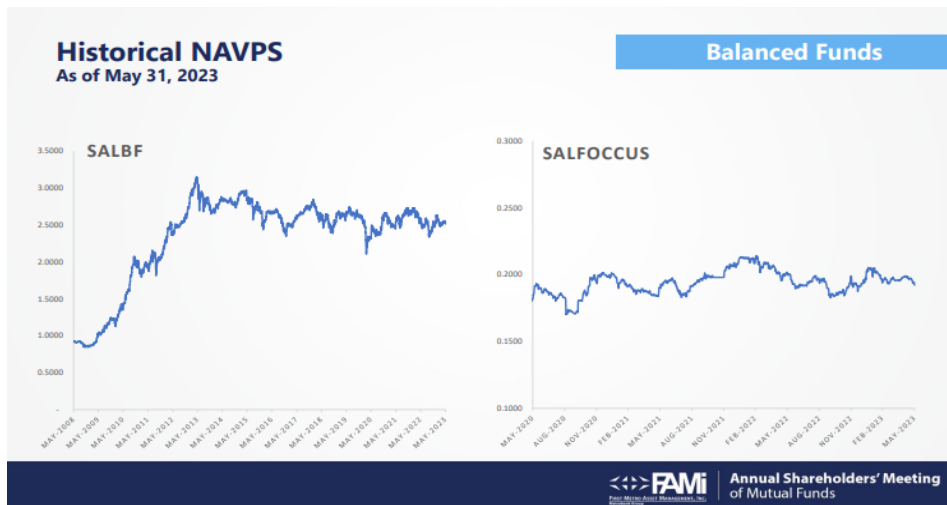 Historical NAVPS
As of May 31, 2023
Balanced Funds
SALBF
3.5000
3.0000
2.5000
2.0000
1.5000
1.0000
0.5000
-
MAY-2008
MAY-2009
MAY-2010
MAY-2011
MAY-2012
MAY-2013
MAY-2014
MAY-2015
MAY-2016
MAY-2017
MAY-2018
MAY-2019
MAY-2020
MAY-2021
MAY-2022
MAY-2023
SALFOCCUS
0.3000
0.2500
0.2000
0.1500
0.1000
MAY-2020
AUG-2020
NOV-2020
FEB-2021
MAY-2021
AUG-2021
NOV-2021
FEB-2022
MAY-2022
AUG-2022
NOV-2022
FEB-2023
MAY-2023
FAMi
First Metro Asset Management, Inc.
Annual Shareholders' Meeting
of Mutual Funds